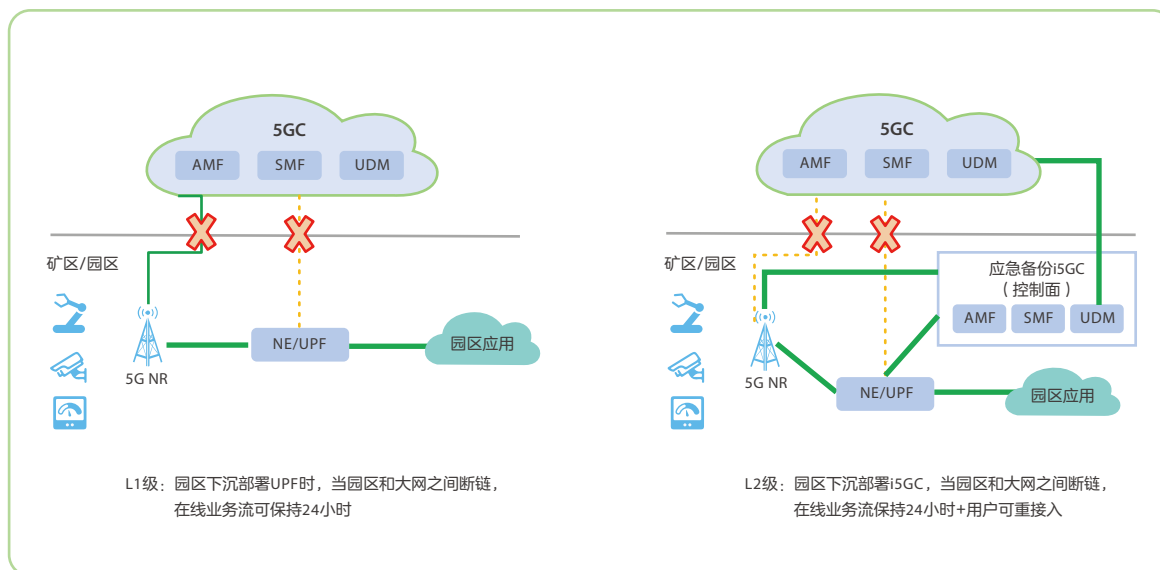 5GC
AMF
SMF
UDM
矿区/园区
NE/UPF
园区应用
5G NR
L1级：园区下沉部署UPF时，当园区和大网之间断链，
在线业务流可保持24小时
5GC
AMF
SMF
UDM
矿区/园区
应急备份i5GC
（控制面）
AMF
SMF
UDM
5G NR
NE/UPF
园区应用
L2级：园区下沉部署i5GC，当园区和大网之间断链，
在线业务流保持24小时+用户可重接入